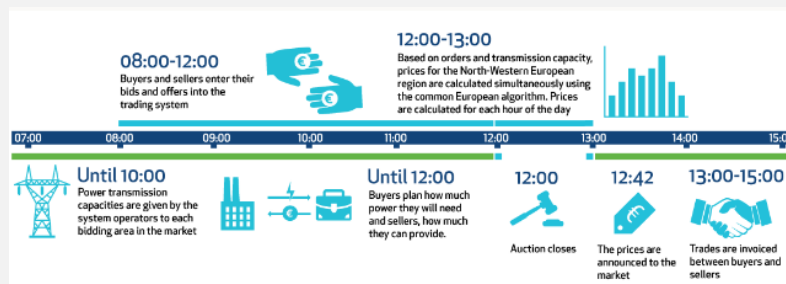 08:00-12:00
Buyers and sellers enter their
bids and offers into the
trading system
12:00-13:00
Based on orders and transmission capacity,
prices for the North-Western European
region are calculated simultaneously using
the common European algorithm. Prices
are calculated for each hour of the day
07:00 08:00 09:00 10:00 11:00 12:00 13:00 14:00 15:0
Until 10:00
Power transmission
capacities are given by the
system operators to each
bidding area in the market
Until 12:00
Buyers plan how much
power they will need
and sellers, how much
they can provide.
12:00
Auction closes
12:42
The prices are
announced to the
market
13:00-15:00
Trades are invoiced
between buyers and
sellers